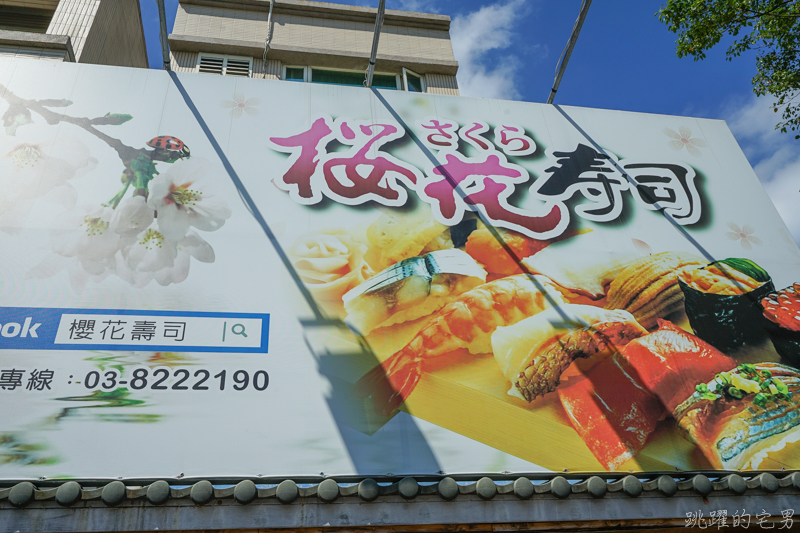 さくら
桜花寿司
ook 櫻花壽司
專線：03-8222190
跳躍的宅男